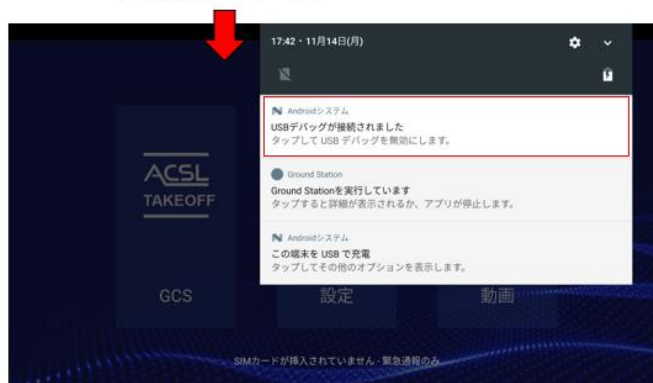 17:42・11月14日(月)
Androidシステム
USBデバッグが接続されました
タップして USB デバッグを無効にします。
Ground Station
Ground Stationを実行しています
タップすると詳細が表示されるか、アプリが停止します。
Androidシステム
この端末を USB で充電
タップしてその他のオプションを表示します。
ACSL
TAKEOFF
GCS
設定
動画
SIMカードが挿入されていません - 緊急通報のみ